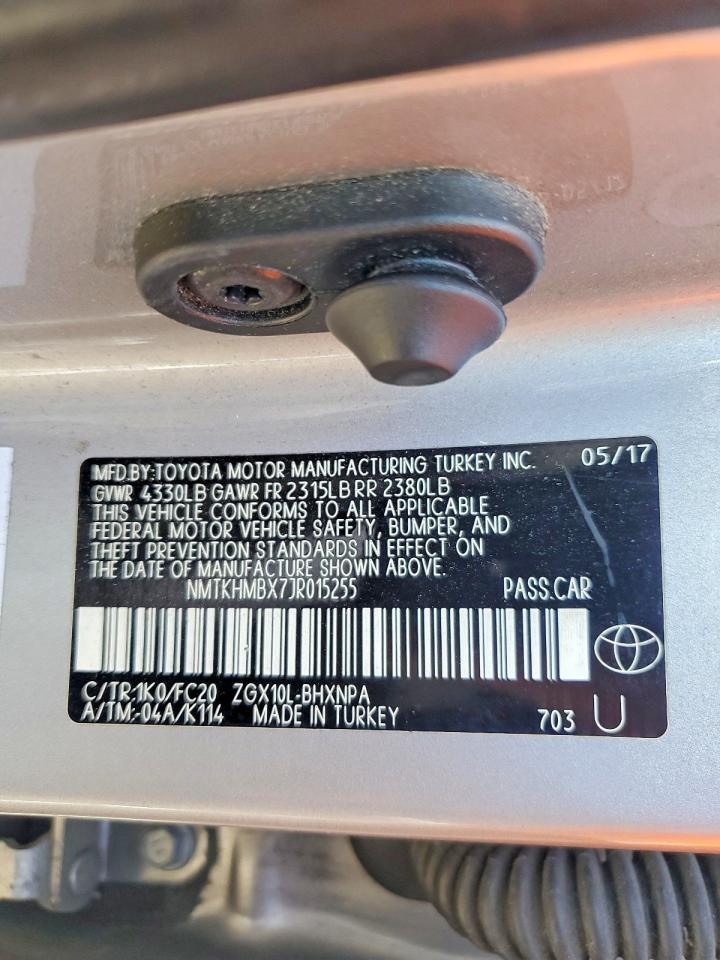 MFD.BY:TOYOTA MOTOR MANUFACTURING TURKEY INC. 05/17
GVWR 4330LB GAWR FR 2315LB RR 2380LB
THIS VEHICLE CONFORMS TO ALL APPLICABLE
FEDERAL MOTOR VEHICLE SAFETY, BUMPER, AND
THEFT PREVENTION STANDARDS IN EFFECT ON
THE DATE OF MANUFACTURE SHOWN ABOVE.
NMTKHMBX7JR015255 PASS.CAR
C/TR:1K0/FC20 ZGX10L-BHXNPA
A/TM:-04A/K114 MADE IN TURKEY 703 U